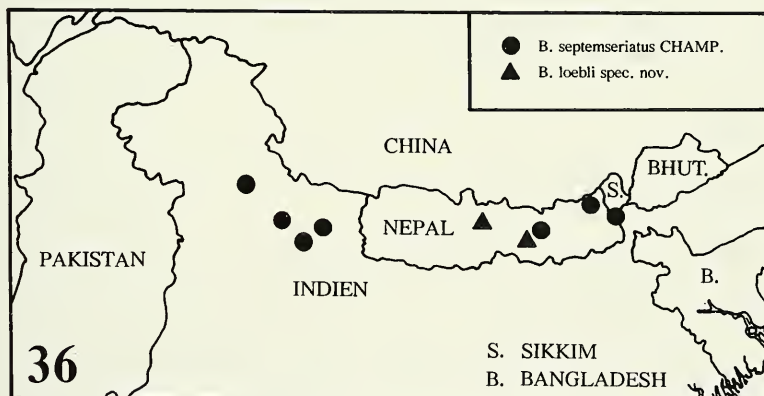 B. septemseriatus CHAMP.
B. loebli spec. nov.
CHINA
BHUT.
S.
NEPAL
PAKISTAN
B.
INDIEN
36
S. SIKKIM
B. BANGLADESH